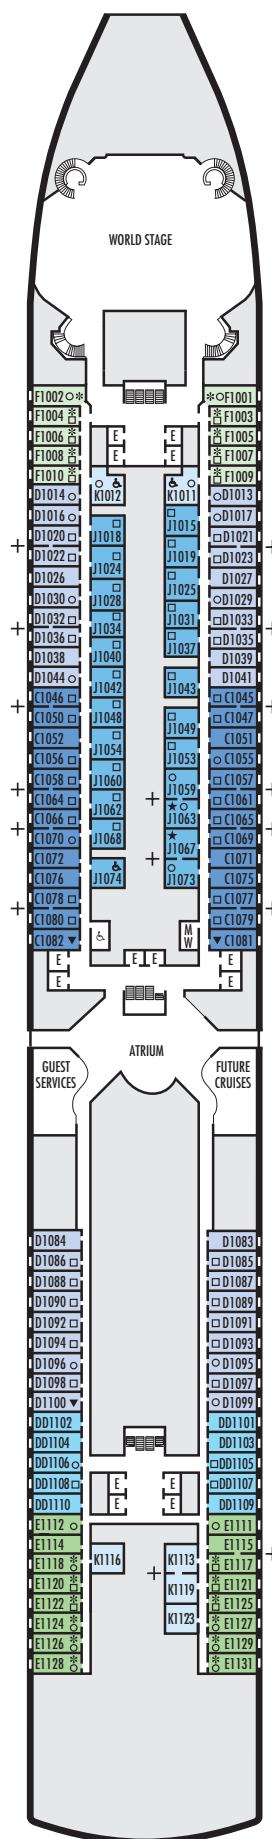 WORLD STAGE
F1002 F1001
F1004 F1003
F1006 E F1005
F1008 E E F1007
F1010 F1009
D1014 K1012 K1011 D1013
D1016 J1015 D1017
D1020 J1018 D1021
D1022 J1019 D1023
D1026 J1024 J1025 D1027
D1030 J1028 D1029
D1032 J1034 J1031 D1033
D1036 J1037 D1035
D1038 J1040 D1039
D1044 J1042 J1043 D1041
C1046 C1045
C1050 J1048 J1049 C1047
C1052 J1054 C1051
C1056 J1053 C1055
C1058 J1060 J1059 C1057
C1064 J1062 J1063 C1061
C1066 J1068 C1065
C1070 J1067 C1069
C1072 C1071
C1076 J1074 J1073 C1075
C1078 C1077
C1080 M C1079
C1082 W C1081
E E E E
E E
ATRIUM
GUEST FUTURE
SERVICES CRUISES
D1084 D1083
D1086 D1085
D1088 D1087
D1090 D1089
D1092 D1091
D1094 D1093
D1096 D1095
D1098 D1097
D1100 D1099
DD1102 DD1101
DD1104 DD1103
DD1106 DD1105
DD1108 E E DD1107
DD1110 E E DD1109
E1112 E1111
E1114 E1115
E1118 K1116 K1113 E1117
E1120 K1119 E1121
E1122 E1125
E1124 K1123 E1127
E1126 E1129
E1128 E1131